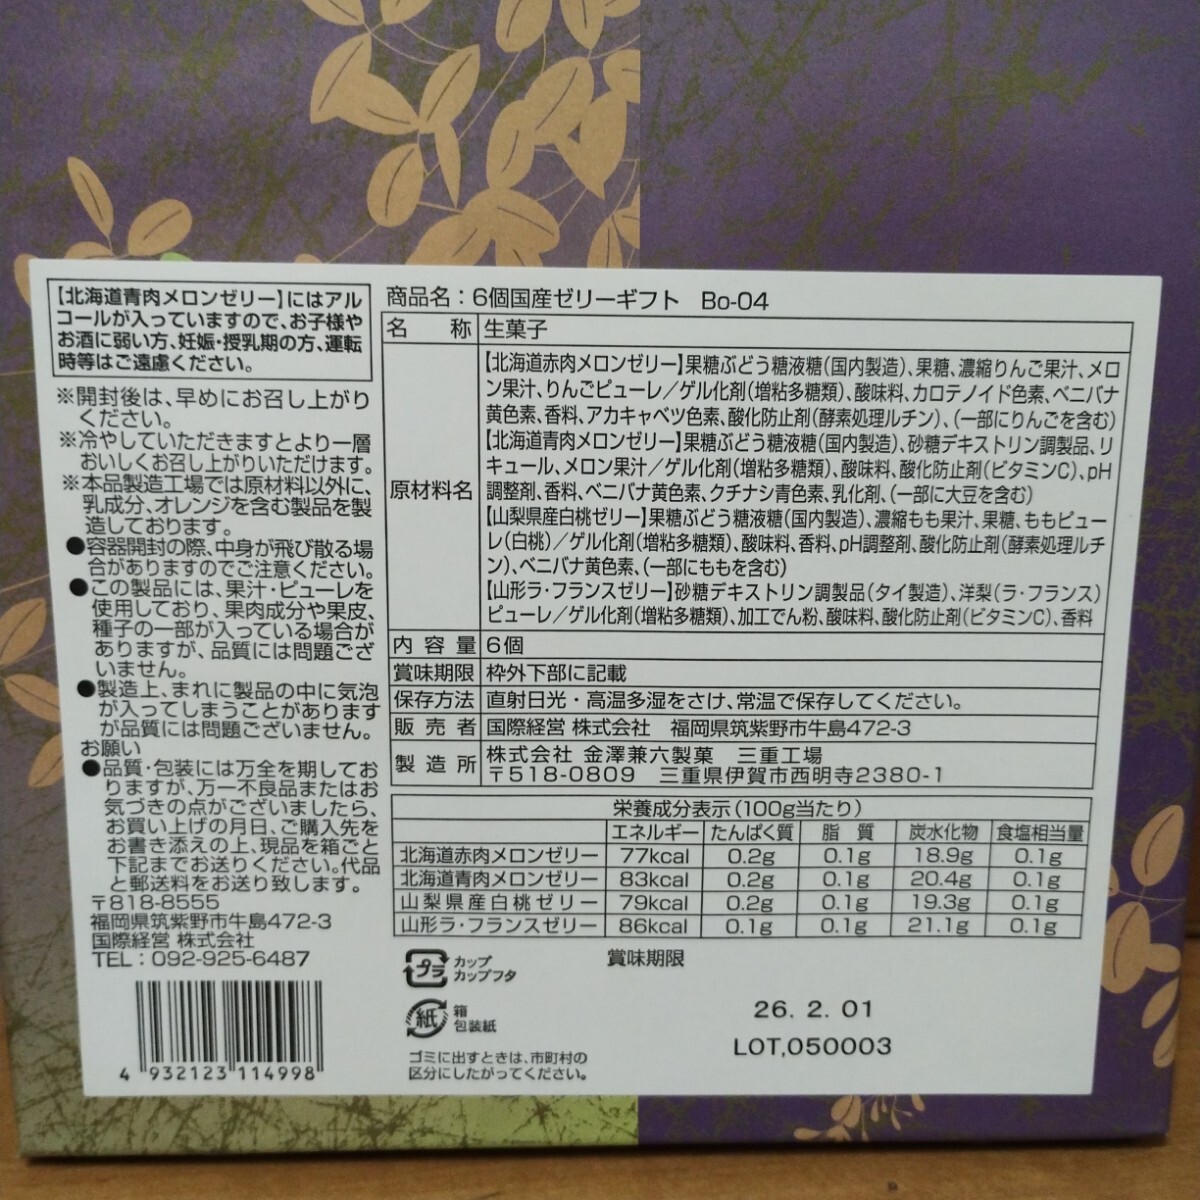 【北海道青肉メロンゼリー】にはアル
コールが入っていますので、お子様や
お酒に弱い方、妊娠・授乳期の方、運転
時等はご遠慮ください。
※開封後は、早めにお召し上がり
ください。
※冷やしていただきますとより一層
おいしくお召し上がりいただけます。
※本品製造工場では原材料以外に、
乳成分、オレンジを含む製品を製
造しております。
●容器開封の際、中身が飛び散る場
合がありますのでご注意ください。
●この製品には、果汁・ピューレを
使用しており、果肉成分や果皮、
種子の一部が入っている場合が
ありますが、品質には問題ござ
いません。
●製造上、まれに製品の中に気泡
が入ってしまうことがあります
が品質には問題ございません。
お願い
●品質・包装には万全を期してお
りますが、万一不良品またはお
気づきの点がございましたら、
お買い上げの月日、ご購入先を
お書き添えの上、現品を箱ごと
下記までお送りください。代品
と郵送料をお送り致します。
〒818-8555
福岡県筑紫野市牛島472-3
国際経営 株式会社
TEL：092-925-6487
4 932123 114998
商品名：6個国産ゼリーギフト Bo-04
名 称 生菓子
原材料名
【北海道赤肉メロンゼリー】果糖ぶどう糖液糖(国内製造)、果糖、濃縮りんご果汁、メロ
ン果汁、りんごピューレ／ゲル化剤(増粘多糖類)、酸味料、カロテノイド色素、ベニバナ
黄色素、香料、アカキャベツ色素、酸化防止剤(酵素処理ルチン)、(一部にりんごを含む)
【北海道青肉メロンゼリー】果糖ぶどう糖液糖(国内製造)、砂糖デキストリン調製品、リ
キュール、メロン果汁／ゲル化剤(増粘多糖類)、酸味料、酸化防止剤(ビタミンC)、pH
調整剤、香料、ベニバナ黄色素、クチナシ青色素、乳化剤、(一部に大豆を含む)
【山梨県産白桃ゼリー】果糖ぶどう糖液糖(国内製造)、濃縮もも果汁、果糖、ももピュー
レ(白桃)／ゲル化剤(増粘多糖類)、酸味料、香料、pH調整剤、酸化防止剤(酵素処理ルチ
ン)、ベニバナ黄色素、(一部にももを含む)
【山形ラ・フランスゼリー】砂糖デキストリン調製品(タイ製造)、洋梨(ラ・フランス)
ピューレ／ゲル化剤(増粘多糖類)、加工でん粉、酸味料、酸化防止剤(ビタミンC)、香料
内容量 6個
賞味期限 枠外下部に記載
保存方法 直射日光・高温多湿をさけ、常温で保存してください。
販売者 国際経営 株式会社 福岡県筑紫野市牛島472-3
製造所 株式会社 金澤兼六製菓 三重工場
〒518-0809 三重県伊賀市西明寺2380-1
栄養成分表示(100g当たり)
エネルギー たんぱく質 脂質 炭水化物 食塩相当量
北海道赤肉メロンゼリー 77kcal 0.2g 0.1g 18.9g 0.1g
北海道青肉メロンゼリー 83kcal 0.2g 0.1g 20.4g 0.1g
山梨県産白桃ゼリー 79kcal 0.2g 0.1g 19.3g 0.1g
山形ラ・フランスゼリー 86kcal 0.1g 0.1g 21.1g 0.1g
プラ カップ
カップフタ
紙 箱
包装紙
ゴミに出すときは、市町村の
区分にしたがってください。
賞味期限
26. 2. 01
LOT,050003